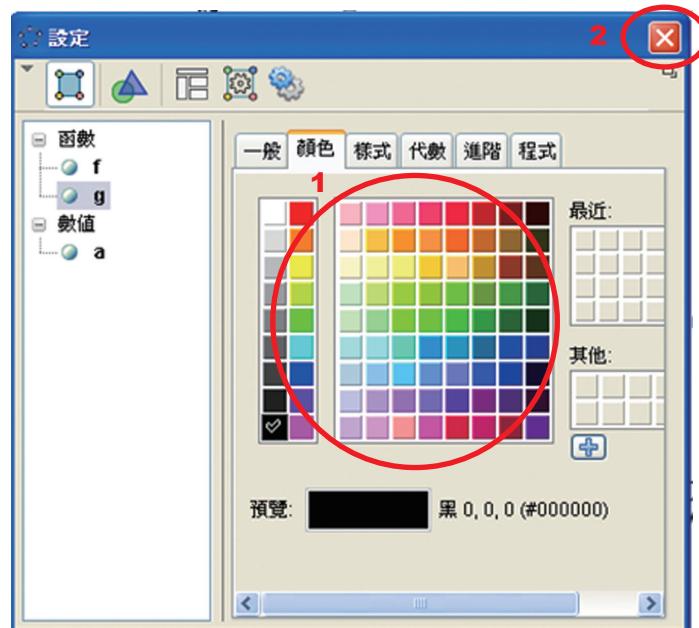 設定
2
函數
f
g
數值
a
一般 顏色 樣式 代數 進階 程式
1
最近:
其他:
預覽: 黑 0, 0, 0 (#000000)